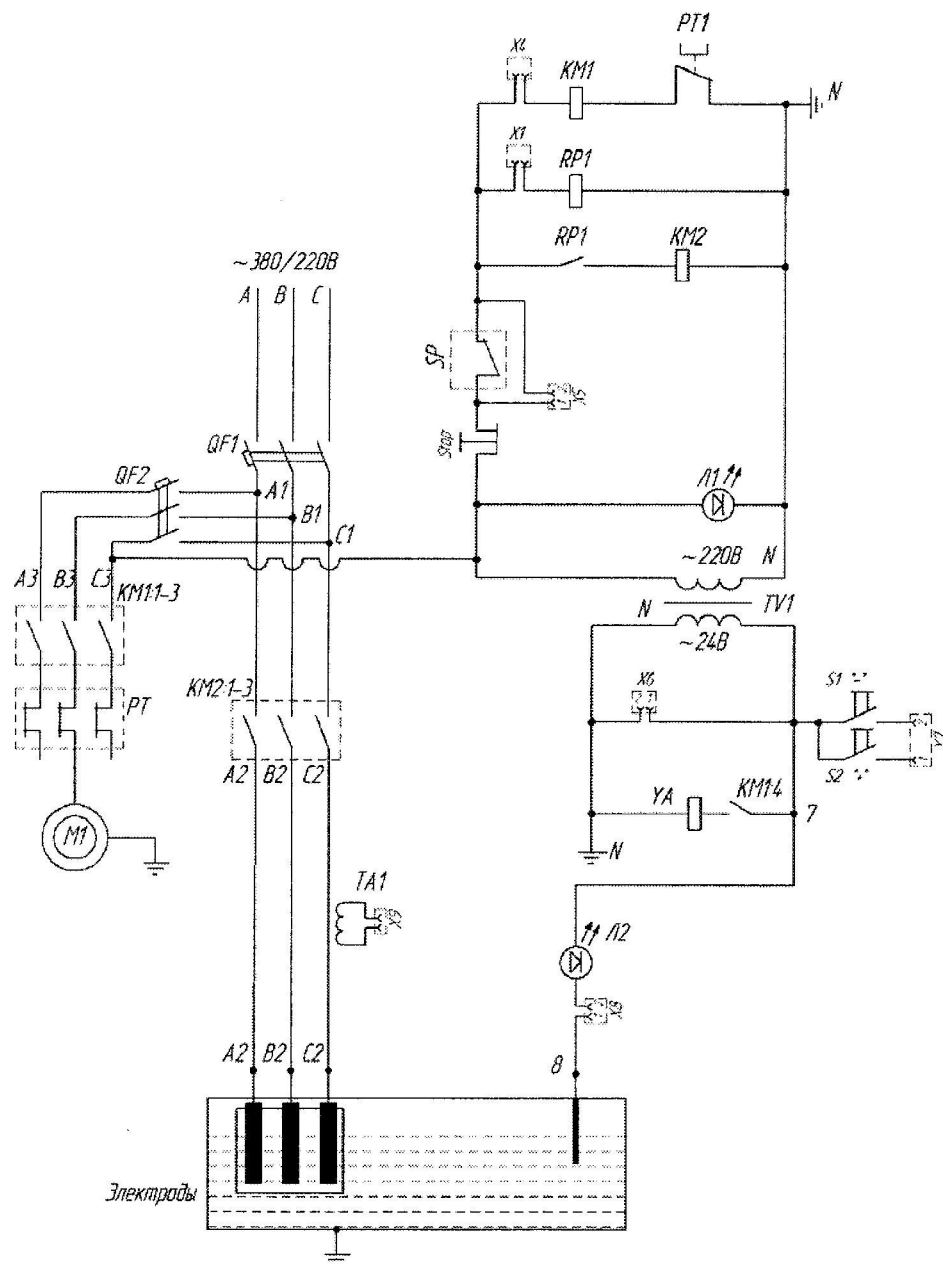 PT1
X4
KM1
N
X1
RP1
RP1
KM2
~380/220В
A B C
SP
X5
Stop
QF1
QF2
A1
B1
C1
Л1
~220В N
TV1
N
~24В
A3 B3 C3
KM1:1-3
PT
KM2:1-3
X6
S1
S2
A2 B2 C2
YA
KM1:4
7
N
M1
TA1
X9
Л2
X8
A2 B2 C2
8
Электроды